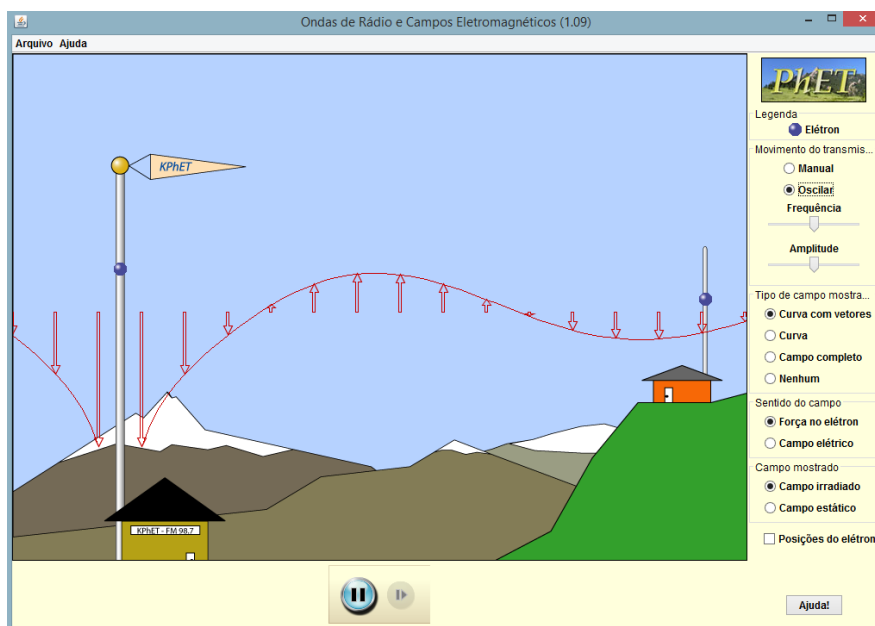 Ondas de Rádio e Campos Eletromagnéticos (1.09)
Arquivo Ajuda
PhET
Legenda
Elétron
Movimento do transmis...
Manual
Oscilar
Frequência
Amplitude
Tipo de campo mostra...
Curva com vetores
Curva
Campo completo
Nenhum
Sentido do campo
Força no elétron
Campo elétrico
Campo mostrado
Campo irradiado
Campo estático
Posições do elétron
Ajuda!
KPhET
KPhET - FM 98.7